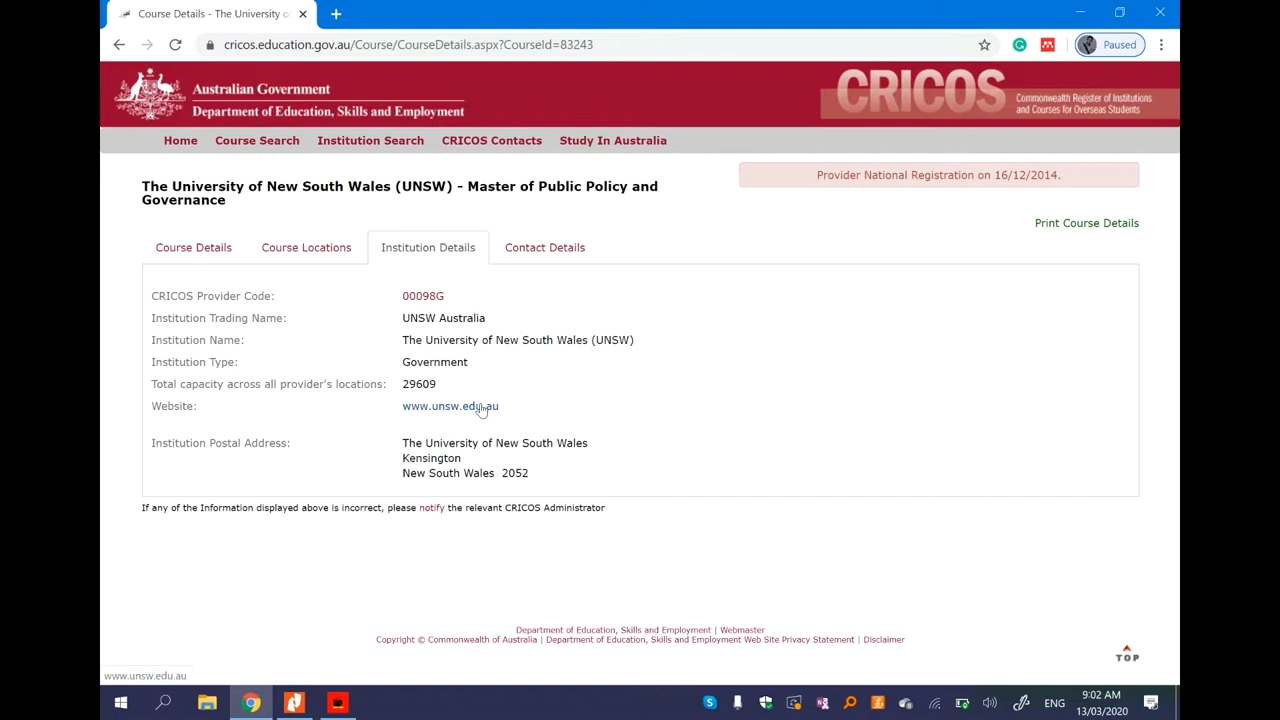 Course Details - The University of
cricos.education.gov.au/Course/CourseDetails.aspx?CourseId=83243
Paused
Australian Government
Department of Education, Skills and Employment
CRICOS
Commonwealth Register of Institutions
and Courses for Overseas Students
Home Course Search Institution Search CRICOS Contacts Study In Australia
The University of New South Wales (UNSW) - Master of Public Policy and
Governance
Provider National Registration on 16/12/2014.
Print Course Details
Course Details Course Locations Institution Details Contact Details
CRICOS Provider Code: 00098G
Institution Trading Name: UNSW Australia
Institution Name: The University of New South Wales (UNSW)
Institution Type: Government
Total capacity across all provider's locations: 29609
Website: www.unsw.edu.au
Institution Postal Address: The University of New South Wales
Kensington
New South Wales 2052
If any of the Information displayed above is incorrect, please notify the relevant CRICOS Administrator
Department of Education, Skills and Employment | Webmaster
Copyright © Commonwealth of Australia | Department of Education, Skills and Employment Web Site Privacy Statement | Disclaimer
TOP
www.unsw.edu.au
ENG
9:02 AM
13/03/2020